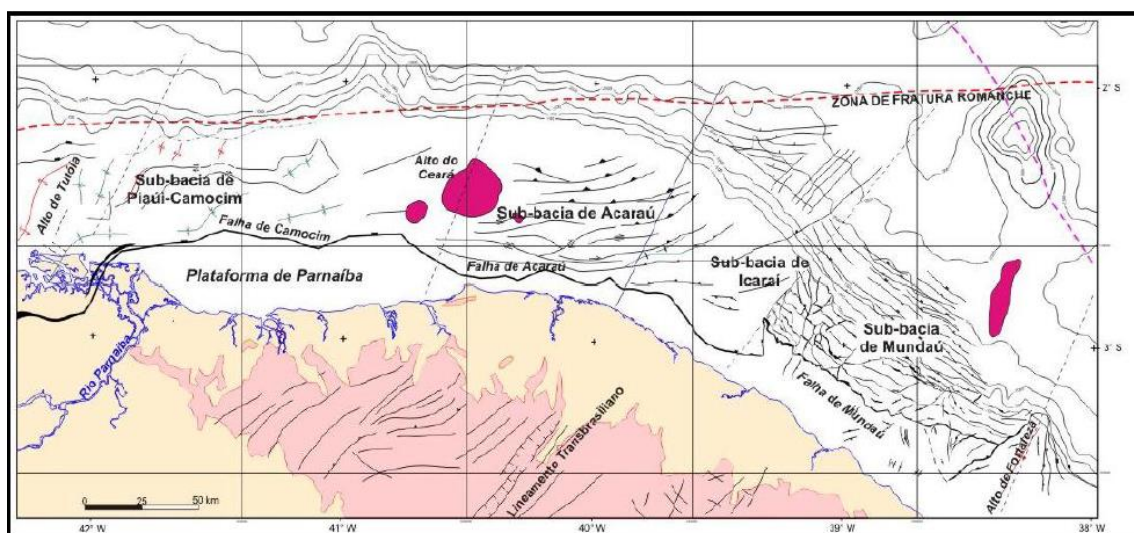 2° S
ZONA DE FRATURA ROMANCHE
Alto do
Ceará
Sub-bacia de
Piauí-Camocim
Alto de Tutóia
Sub-bacia de Acaraú
Falha de Camocim
Plataforma de Parnaíba
Falha de Acaraú
Sub-bacia de
Icaraí
Sub-bacia
de Mundaú
3° S
Rio Parnaíba
Falha de Mundaú
Lineamento Transbrasiliano
Alto de Fortaleza
0 25 50 km
42° W
41° W
40° W
39° W
38° W